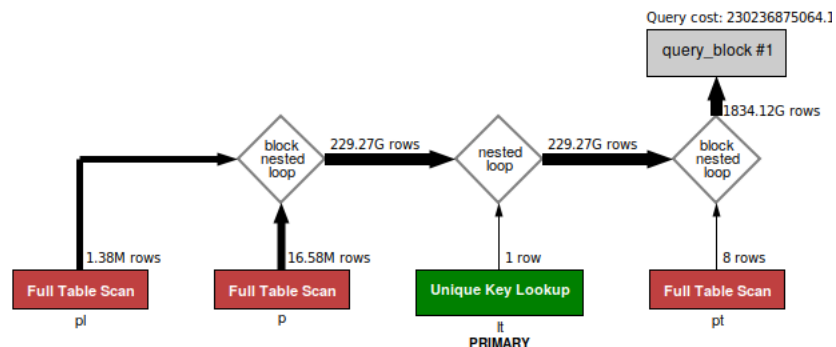 Query cost: 230236875064.1
query_block #1
1834.12G rows
block
nested
loop
229.27G rows
nested
loop
229.27G rows
block
nested
loop
1.38M rows
16.58M rows
1 row
8 rows
Full Table Scan
Full Table Scan
Unique Key Lookup
Full Table Scan
pl
p
lt
pt
PRIMARY